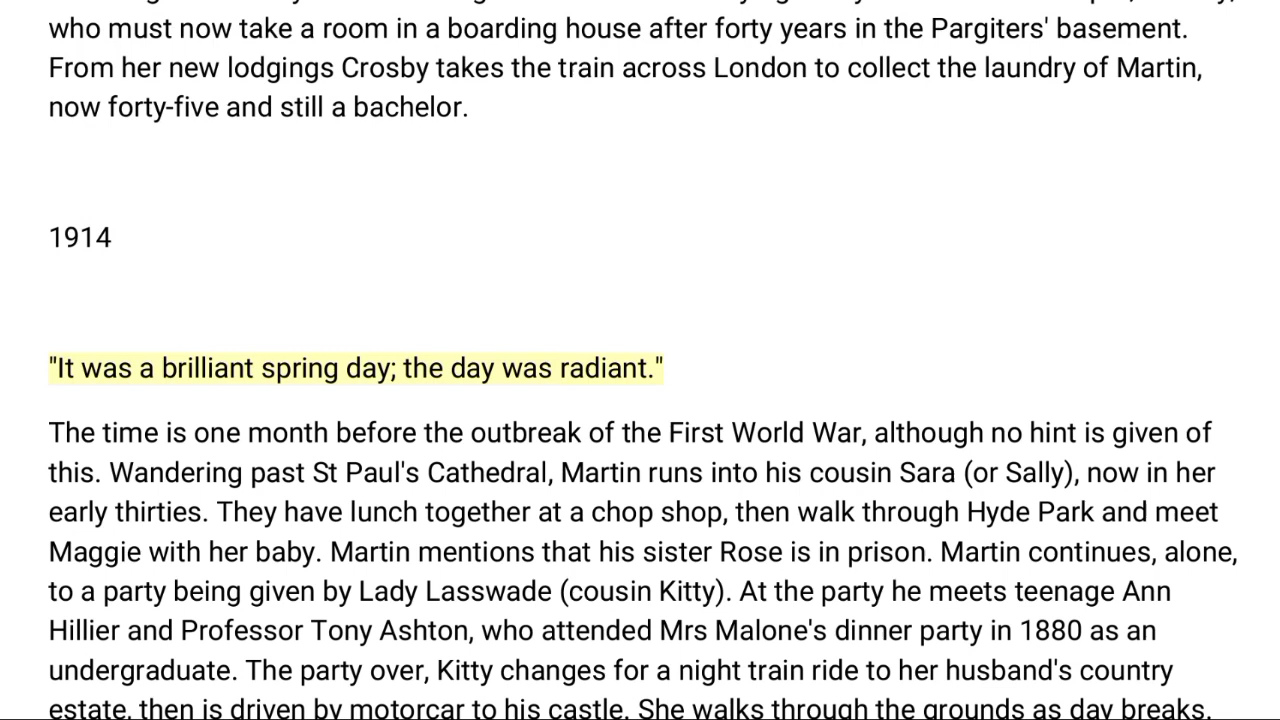 who must now take a room in a boarding house after forty years in the Pargiters' basement.
From her new lodgings Crosby takes the train across London to collect the laundry of Martin,
now forty-five and still a bachelor.
1914
"It was a brilliant spring day; the day was radiant."
The time is one month before the outbreak of the First World War, although no hint is given of
this. Wandering past St Paul's Cathedral, Martin runs into his cousin Sara (or Sally), now in her
early thirties. They have lunch together at a chop shop, then walk through Hyde Park and meet
Maggie with her baby. Martin mentions that his sister Rose is in prison. Martin continues, alone,
to a party being given by Lady Lasswade (cousin Kitty). At the party he meets teenage Ann
Hillier and Professor Tony Ashton, who attended Mrs Malone's dinner party in 1880 as an
undergraduate. The party over, Kitty changes for a night train ride to her husband's country
estate, then is driven by motorcar to his castle. She walks through the grounds as day breaks.